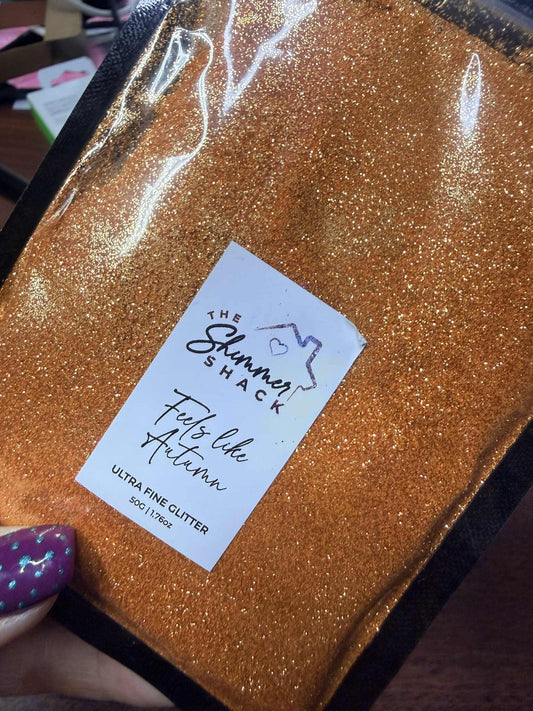 THE
Shimmer
SHACK
Feels like
Autumn
ULTRA FINE GLITTER
50G | 1.76oz